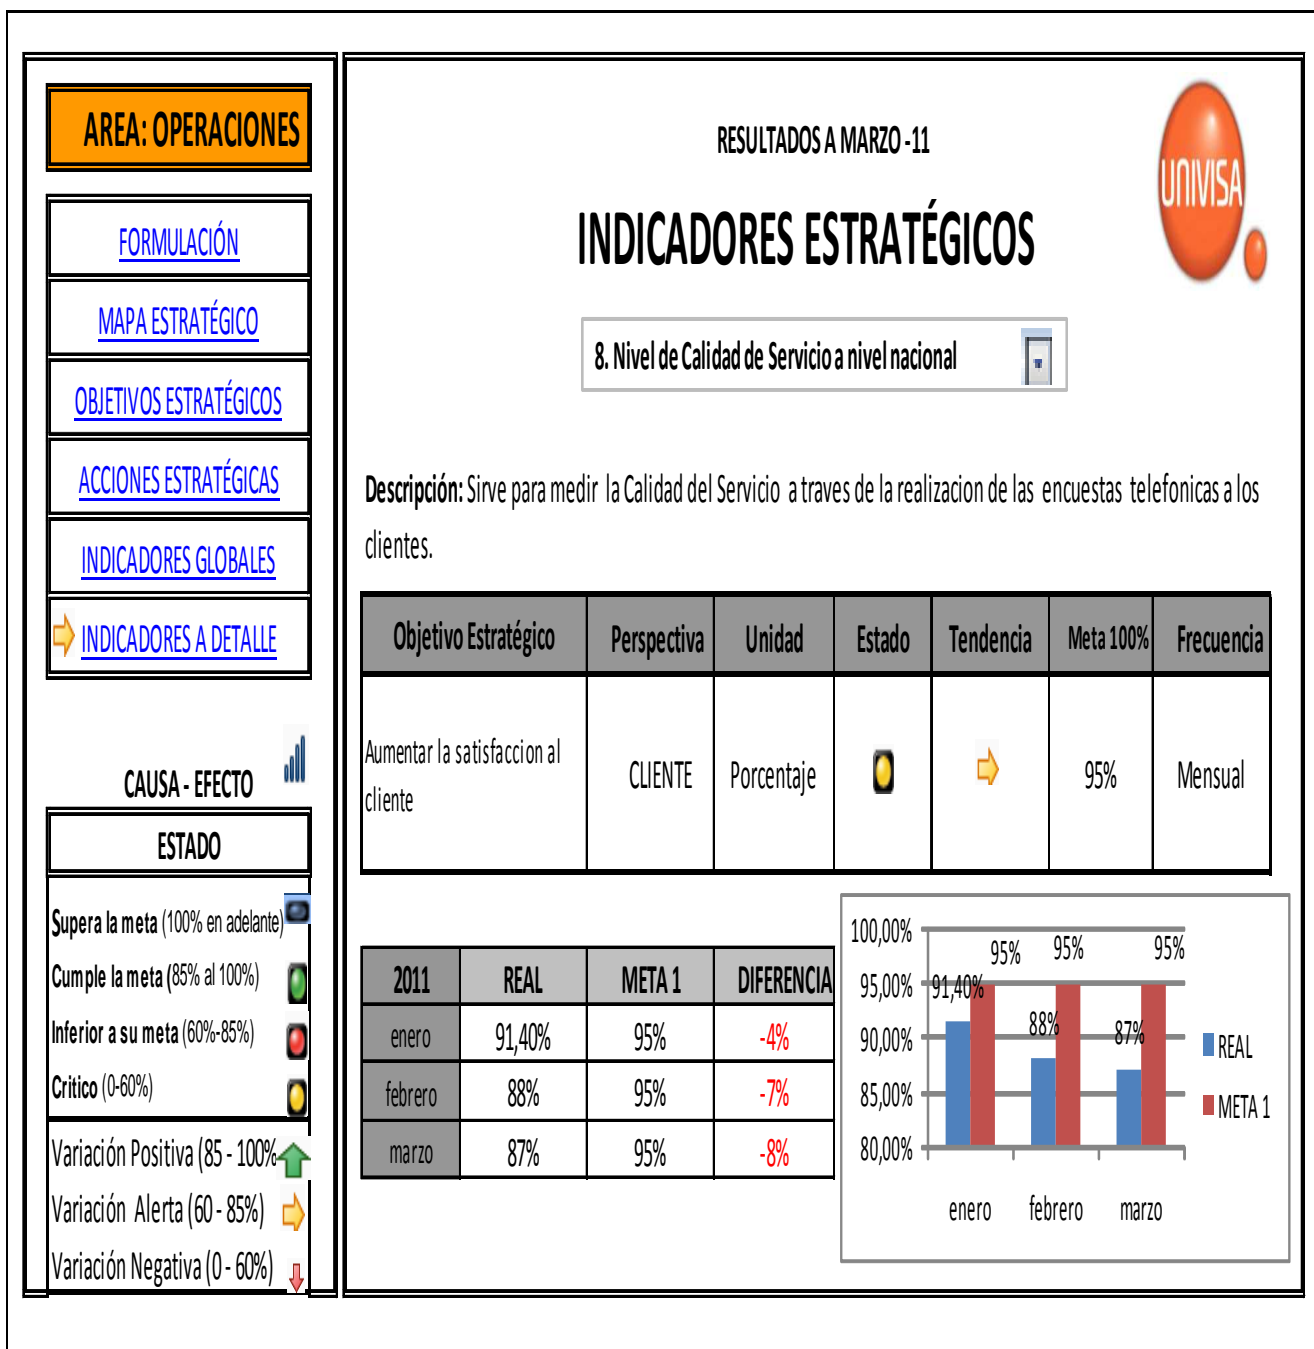 AREA: OPERACIONES
FORMULACIÓN
MAPA ESTRATÉGICO
OBJETIVOS ESTRATÉGICOS
ACCIONES ESTRATÉGICAS
INDICADORES GLOBALES
INDICADORES A DETALLE
CAUSA - EFECTO
ESTADO
Supera la meta (100% en adelante)
Cumple la meta (85% al 100%)
Inferior a su meta (60%-85%)
Critico (0-60%)
Variación Positiva (85 - 100%
Variación Alerta (60 - 85%)
Variación Negativa (0 - 60%)
RESULTADOS A MARZO -11
UNIVISA
INDICADORES ESTRATÉGICOS
8. Nivel de Calidad de Servicio a nivel nacional
Descripción: Sirve para medir la Calidad del Servicio a traves de la realizacion de las encuestas telefonicas a los
clientes.
Objetivo Estratégico Perspectiva Unidad Estado Tendencia Meta 100% Frecuencia
Aumentar la satisfaccion al
cliente
CLIENTE Porcentaje 95% Mensual
2011 REAL META 1 DIFERENCIA
enero 91,40% 95% -4%
febrero 88% 95% -7%
marzo 87% 95% -8%
100,00%
95,00%
90,00%
85,00%
80,00%
95% 95% 95%
91,40%
88% 87%
enero febrero marzo
REAL
META 1